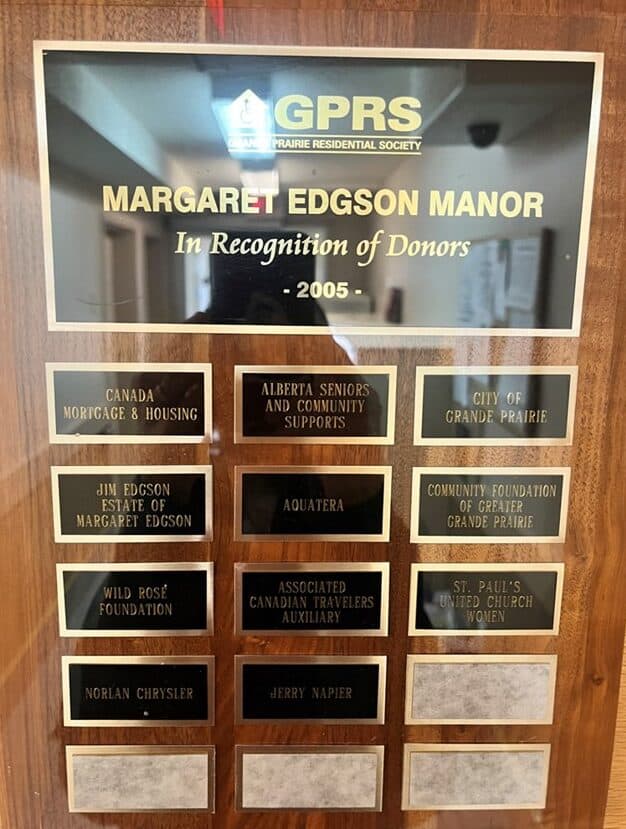 GPRS
GRANDE PRAIRIE RESIDENTIAL SOCIETY
MARGARET EDGSON MANOR
In Recognition of Donors
- 2005 -
CANADA
MORTGAGE & HOUSING
ALBERTA SENIORS
AND COMMUNITY
SUPPORTS
CITY OF
GRANDE PRAIRIE
JIM EDGSON
ESTATE OF
MARGARET EDGSON
AQUATERA
COMMUNITY FOUNDATION
OF GREATER
GRANDE PRAIRIE
WILD ROSE
FOUNDATION
ASSOCIATED
CANADIAN TRAVELERS
AUXILIARY
ST. PAUL'S
UNITED CHURCH
WOMEN
NORLAN CHRYSLER
JERRY NAPIER